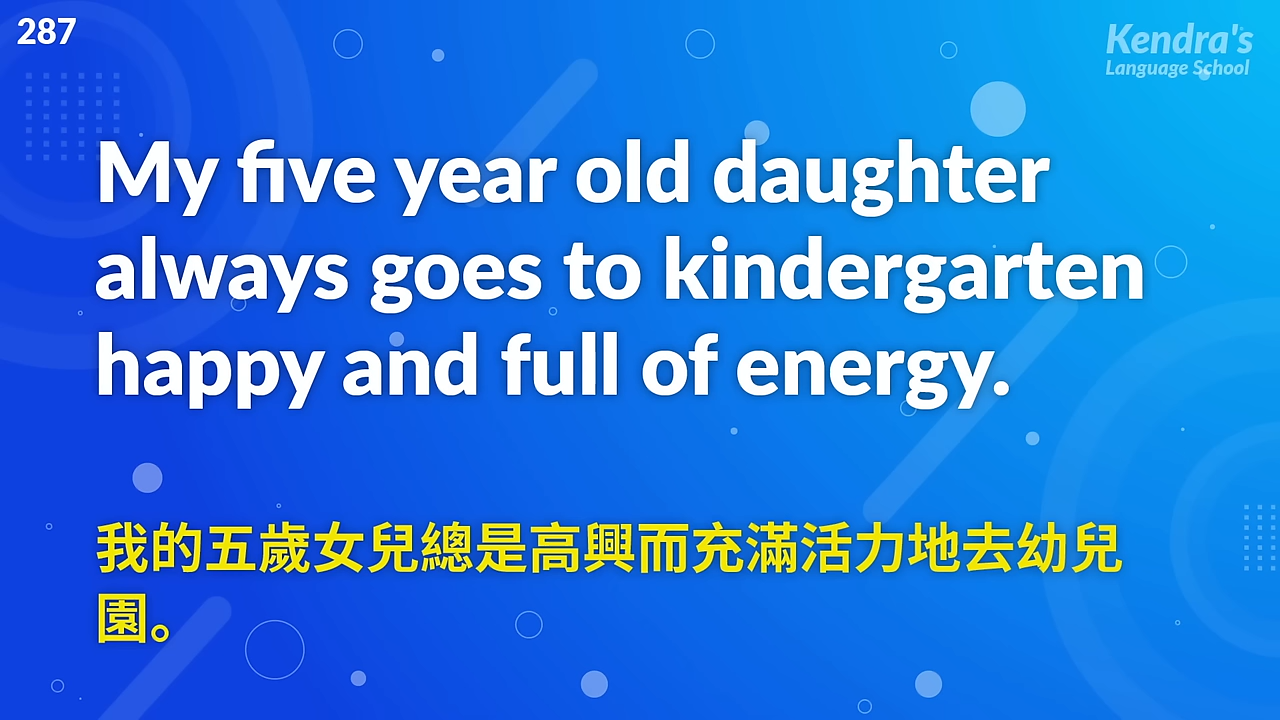 287
Kendra's
Language School
My five year old daughter
always goes to kindergarten
happy and full of energy.
我的五歲女兒總是高興而充滿活力地去幼兒
園。